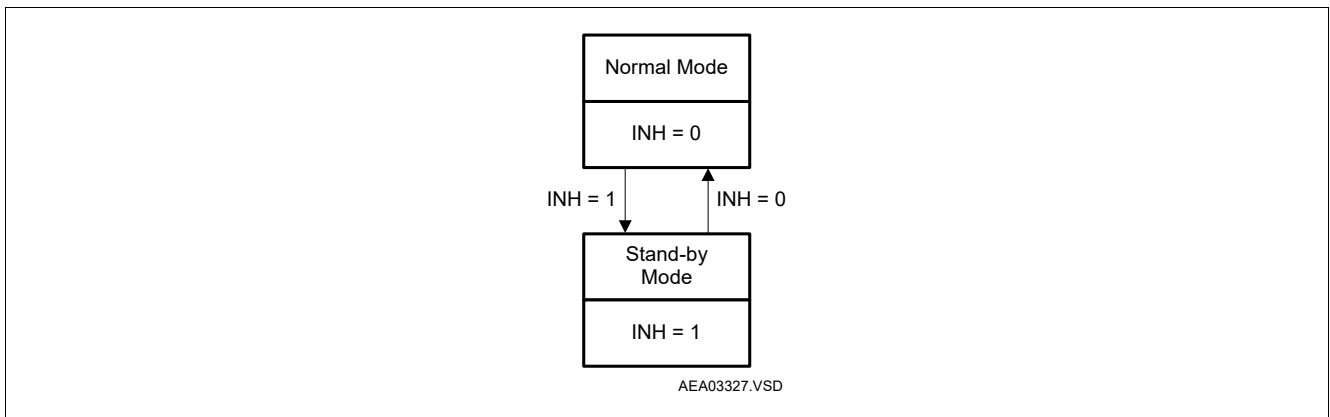 Normal Mode
INH = 0
INH = 1
INH = 0
Stand-by
Mode
INH = 1
AEA03327.VSD